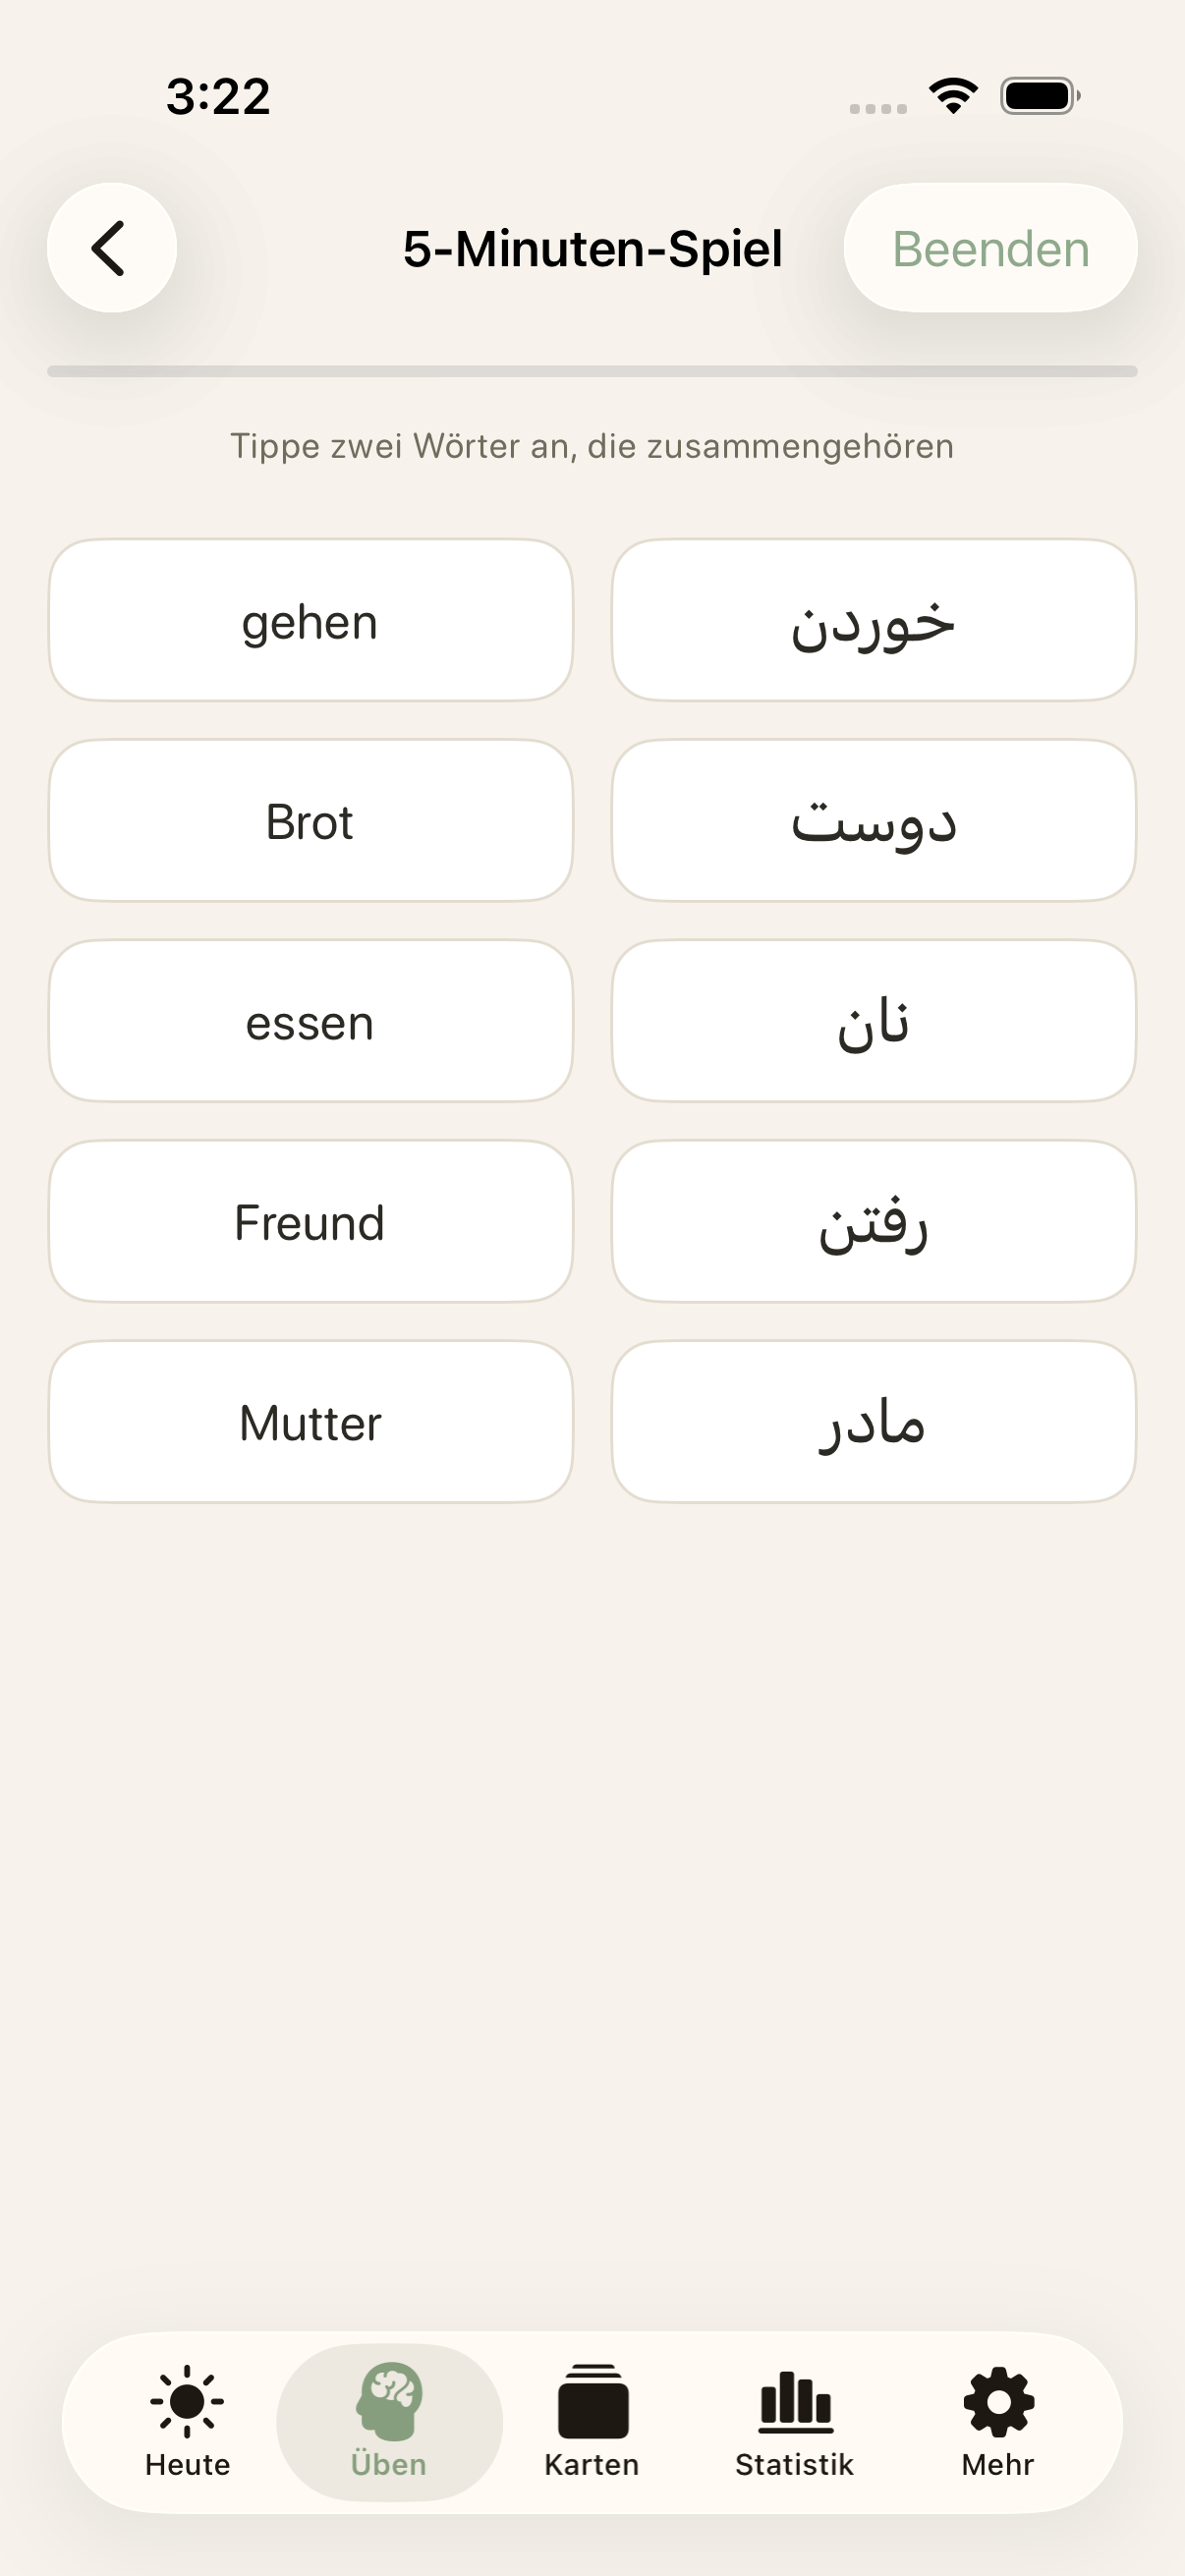 3:22
5-Minuten-Spiel
Beenden
Tippe zwei Wörter an, die zusammengehören
gehen
خوردن
Brot
دوست
essen
نان
Freund
رفتن
Mutter
مادر
Heute
Üben
Karten
Statistik
Mehr